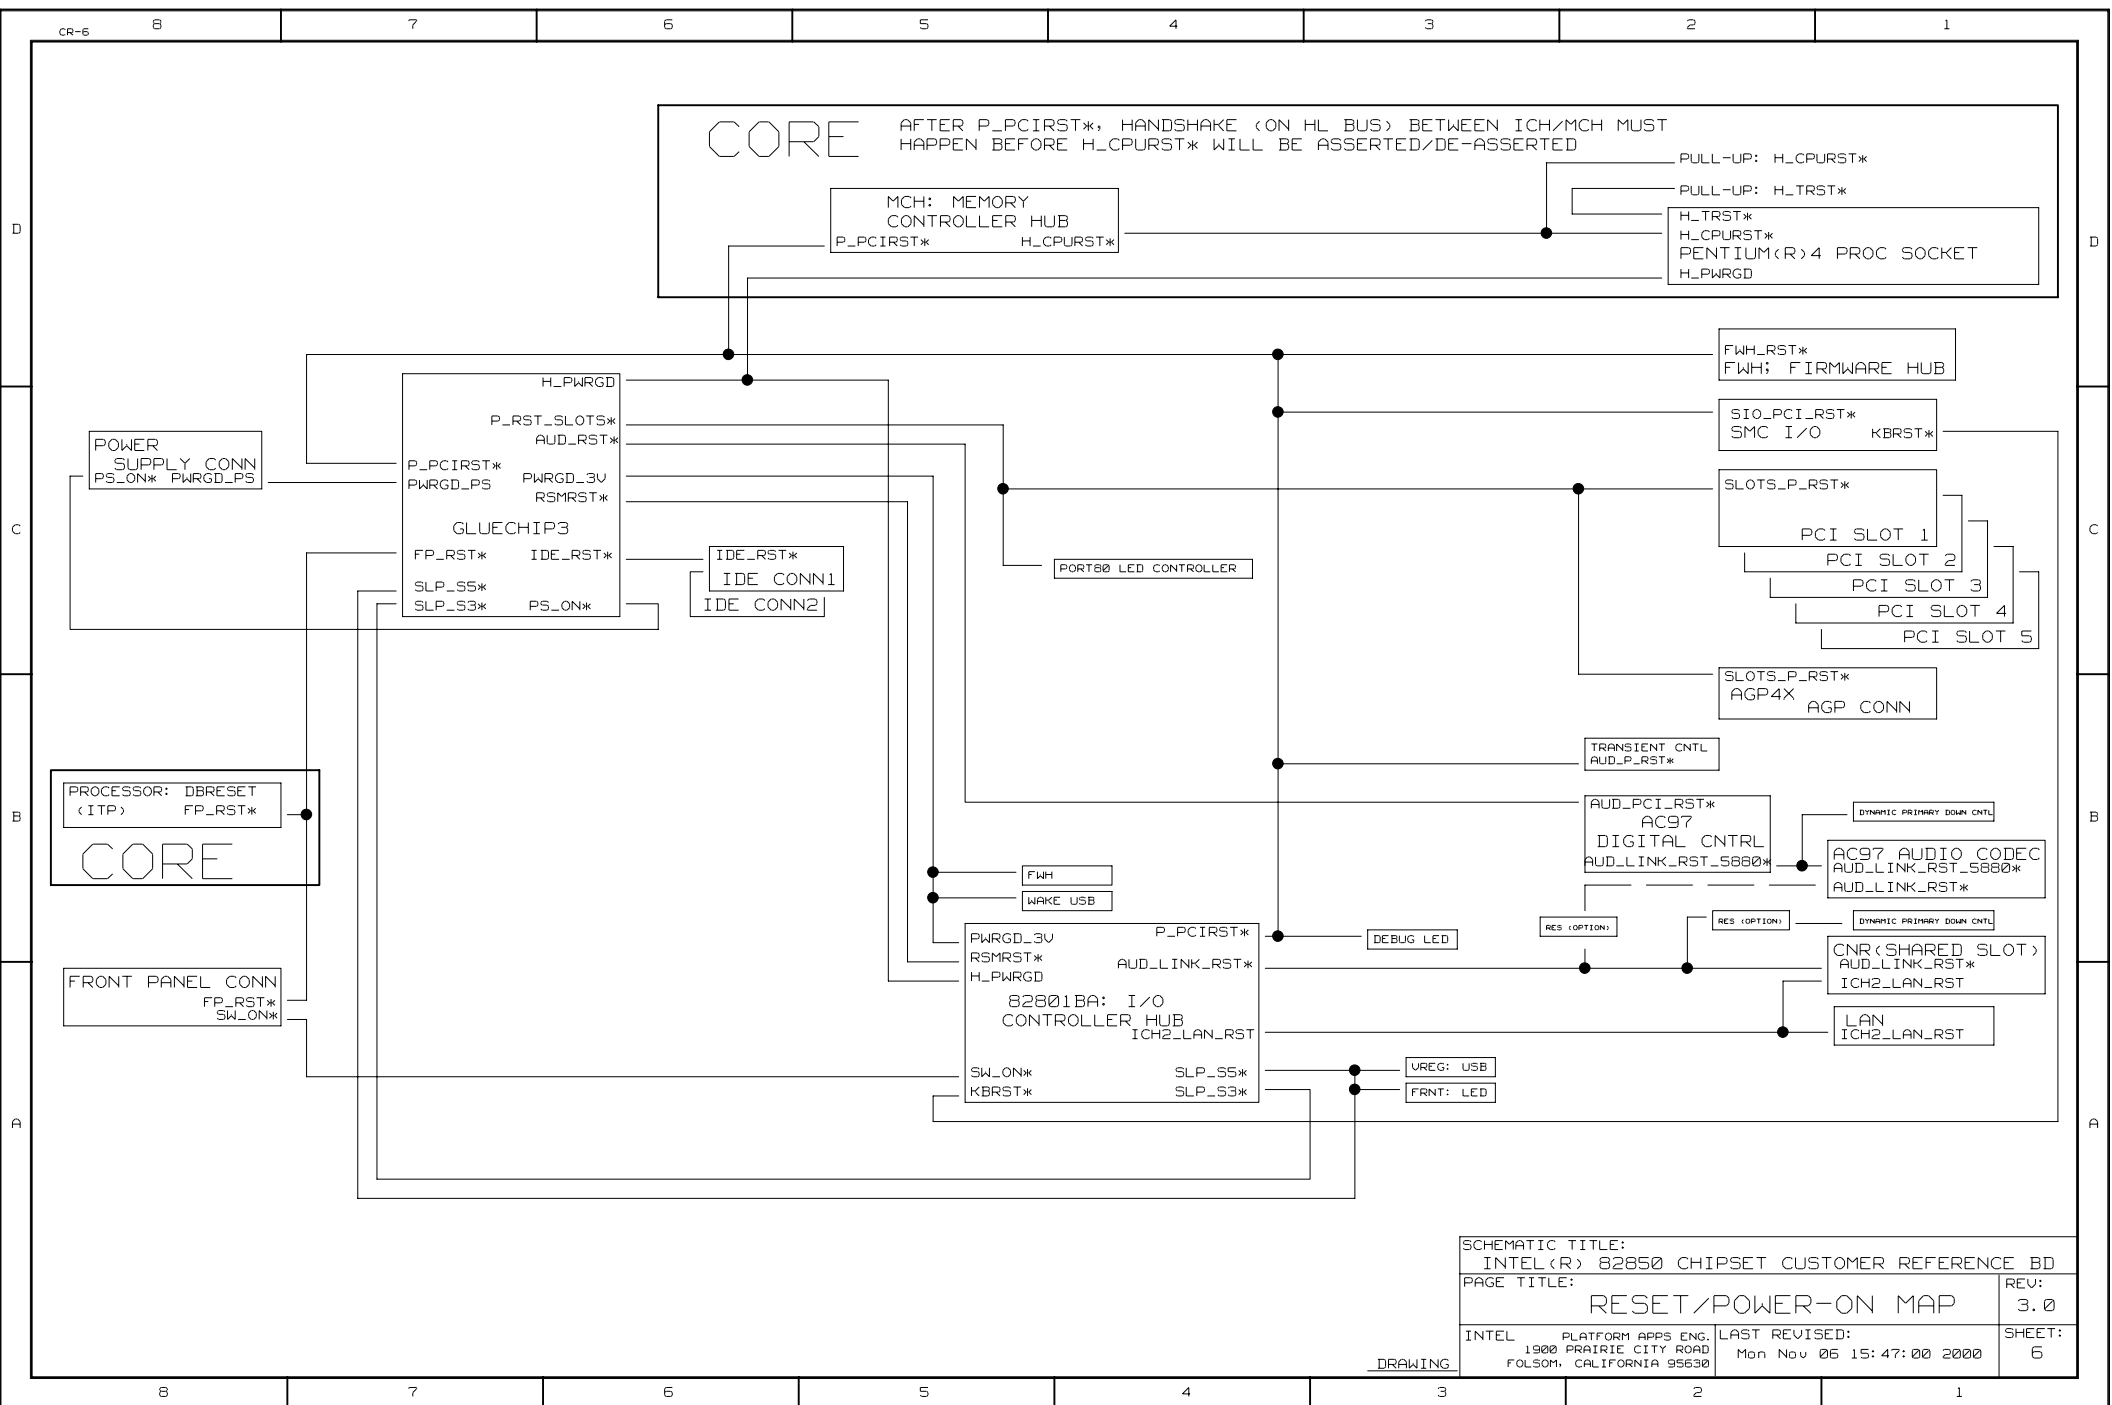 CR-6
8 7 6 5 4 3 2 1
CORE
AFTER P_PCIRST*, HANDSHAKE (ON HL BUS) BETWEEN ICH/MCH MUST
HAPPEN BEFORE H_CPURST* WILL BE ASSERTED/DE-ASSERTED
PULL-UP: H_CPURST*
PULL-UP: H_TRST*
MCH: MEMORY
CONTROLLER HUB
P_PCIRST* H_CPURST*
H_TRST*
H_CPURST*
PENTIUM(R)4 PROC SOCKET
H_PWRGD
D D
FWH_RST*
FWH; FIRMWARE HUB
SIO_PCI_RST*
SMC I/O KBRST*
H_PWRGD
P_RST_SLOTS*
AUD_RST*
P_PCIRST*
PWRGD_PS PWRGD_3V
RSMRST*
GLUECHIP3
FP_RST* IDE_RST*
SLP_S5*
SLP_S3* PS_ON*
POWER
SUPPLY CONN
PS_ON* PWRGD_PS
IDE_RST*
IDE CONN1
IDE CONN2
PORT80 LED CONTROLLER
SLOTS_P_RST*
PCI SLOT 1
PCI SLOT 2
PCI SLOT 3
PCI SLOT 4
PCI SLOT 5
C C
SLOTS_P_RST*
AGP4X
AGP CONN
TRANSIENT CNTL
AUD_P_RST*
PROCESSOR: DBRESET
(ITP) FP_RST*
CORE
B B
AUD_PCI_RST*
AC97
DIGITAL CNTRL
AUD_LINK_RST_5880*
DYNAMIC PRIMARY DOWN CNTL
AC97 AUDIO CODEC
AUD_LINK_RST_5880*
AUD_LINK_RST*
FWH
WAKE USB
RES (OPTION)
RES (OPTION)
DYNAMIC PRIMARY DOWN CNTL
DEBUG LED
CNR(SHARED SLOT)
AUD_LINK_RST*
ICH2_LAN_RST
LAN
ICH2_LAN_RST
PWRGD_3V P_PCIRST*
RSMRST* AUD_LINK_RST*
H_PWRGD
82801BA: I/O
CONTROLLER HUB
ICH2_LAN_RST
SW_ON* SLP_S5*
KBRST* SLP_S3*
FRONT PANEL CONN
FP_RST*
SW_ON*
VREG: USB
FRNT: LED
A A
SCHEMATIC TITLE:
INTEL(R) 82850 CHIPSET CUSTOMER REFERENCE BD
PAGE TITLE:
RESET/POWER-ON MAP
REV:
3.0
INTEL PLATFORM APPS ENG.
1900 PRAIRIE CITY ROAD
FOLSOM, CALIFORNIA 95630
LAST REVISED:
Mon Nov 06 15:47:00 2000
SHEET:
6
DRAWING
8 7 6 5 4 3 2 1